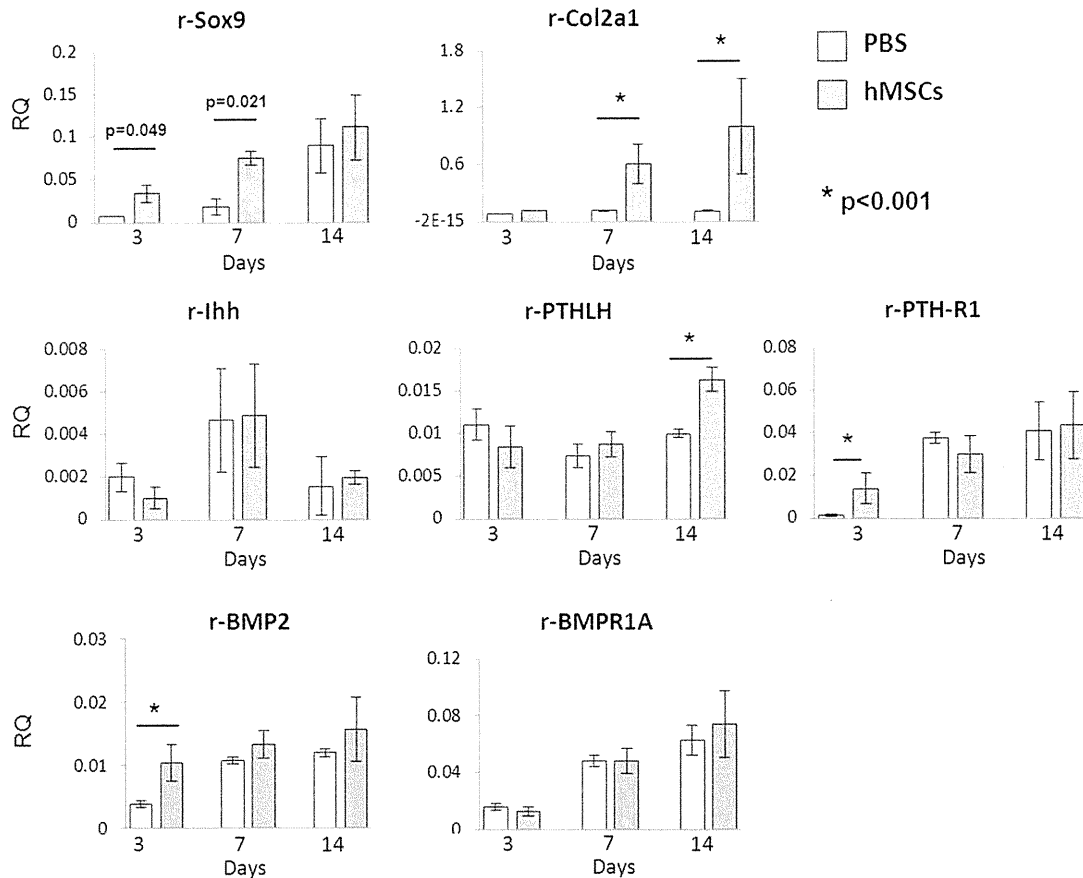 r-Sox9
RQ
0.2
0.15
0.1
0.05
0
p=0.049
p=0.021
3
7
14
Days
r-Col2a1
1.8
1.2
0.6
-2E-15
*
*
3
7
14
Days
PBS
hMSCs
* p<0.001
r-Ihh
RQ
0.008
0.006
0.004
0.002
0
3
7
14
Days
r-PTHLH
0.02
0.015
0.01
0.005
0
*
3
7
14
Days
r-PTH-R1
0.08
0.06
0.04
0.02
0
*
3
7
14
Days
r-BMP2
RQ
0.03
0.02
0.01
0
*
3
7
14
Days
r-BMPR1A
0.12
0.08
0.04
0
3
7
14
Days